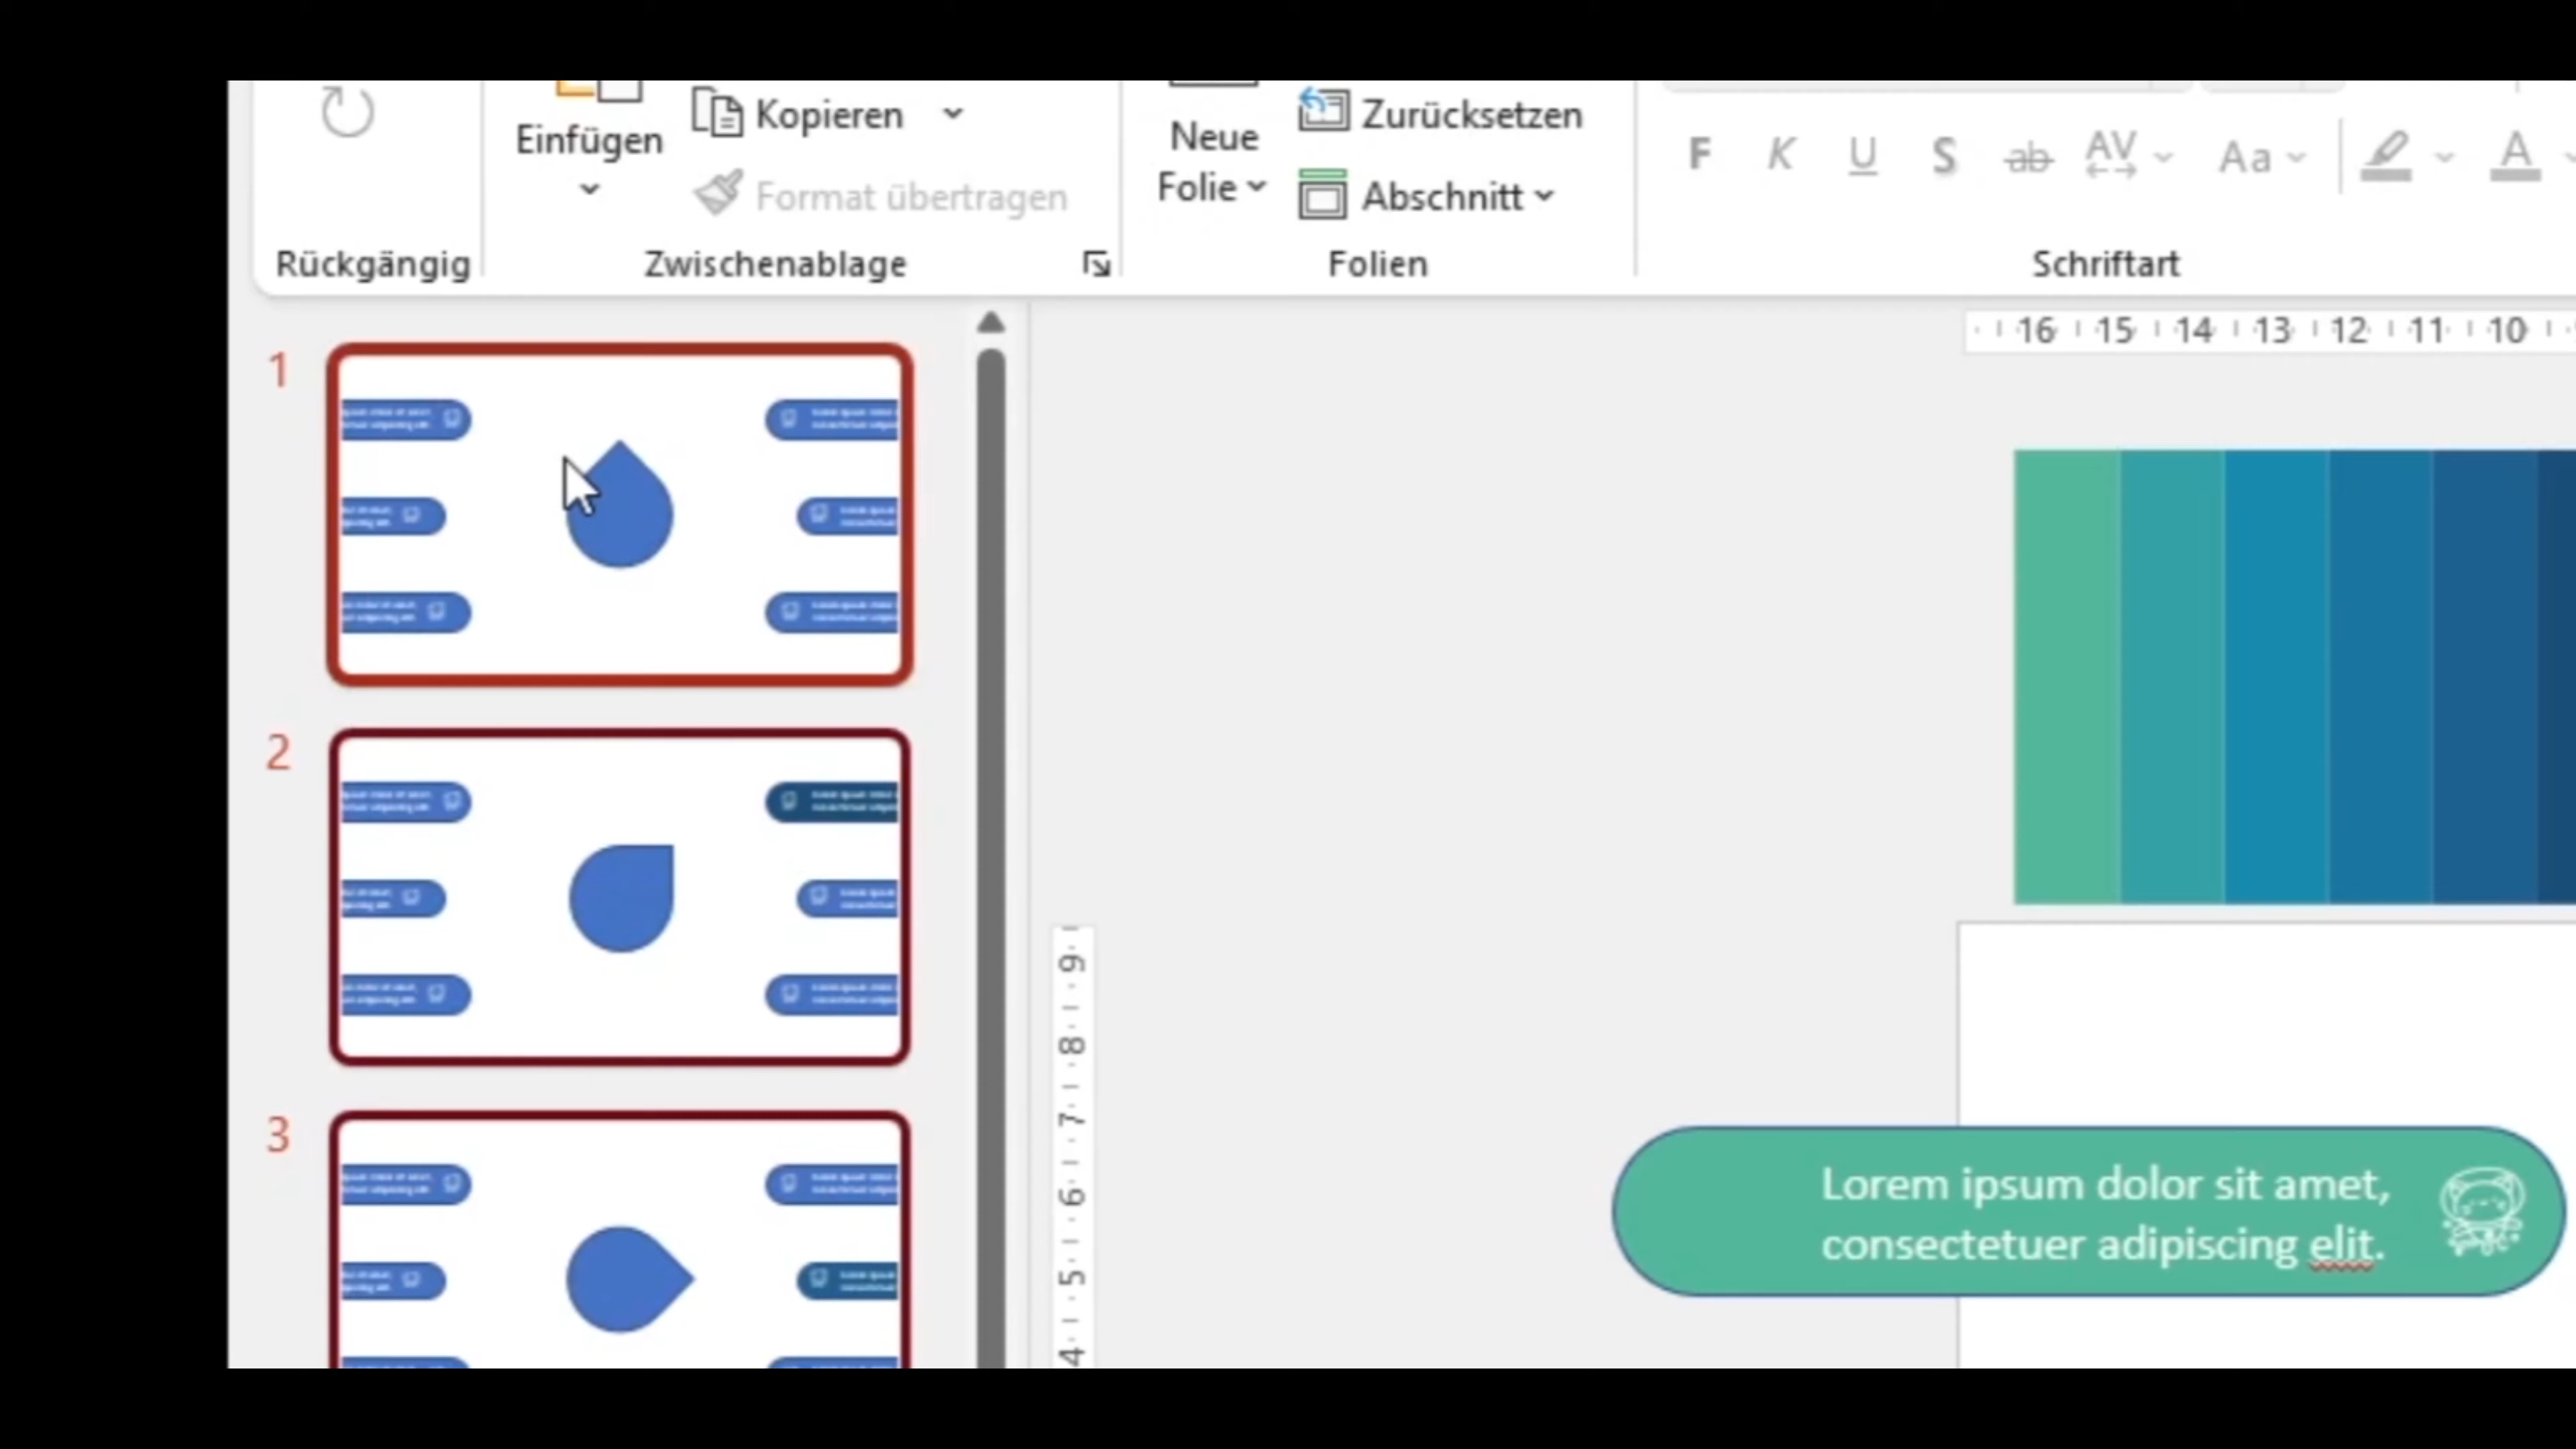 Einfügen
Kopieren
Format übertragen
Neue
Folie
Zurücksetzen
Abschnitt
F K U S ab AV Aa A
Rückgängig
Zwischenablage
Folien
Schriftart
16 15 14 13 12 11 10
1
2
3
9
8
7
6
5
4
Lorem ipsum dolor sit amet,
consectetuer adipiscing elit.